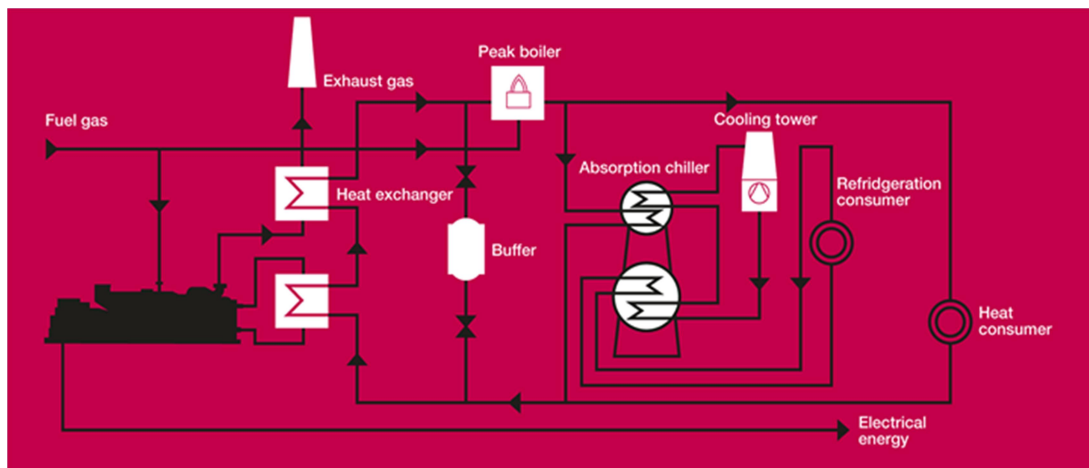 Peak boiler
Exhaust gas
Fuel gas
Cooling tower
Absorption chiller
Heat exchanger
Refridgeration
consumer
Buffer
Heat
consumer
Electrical
energy